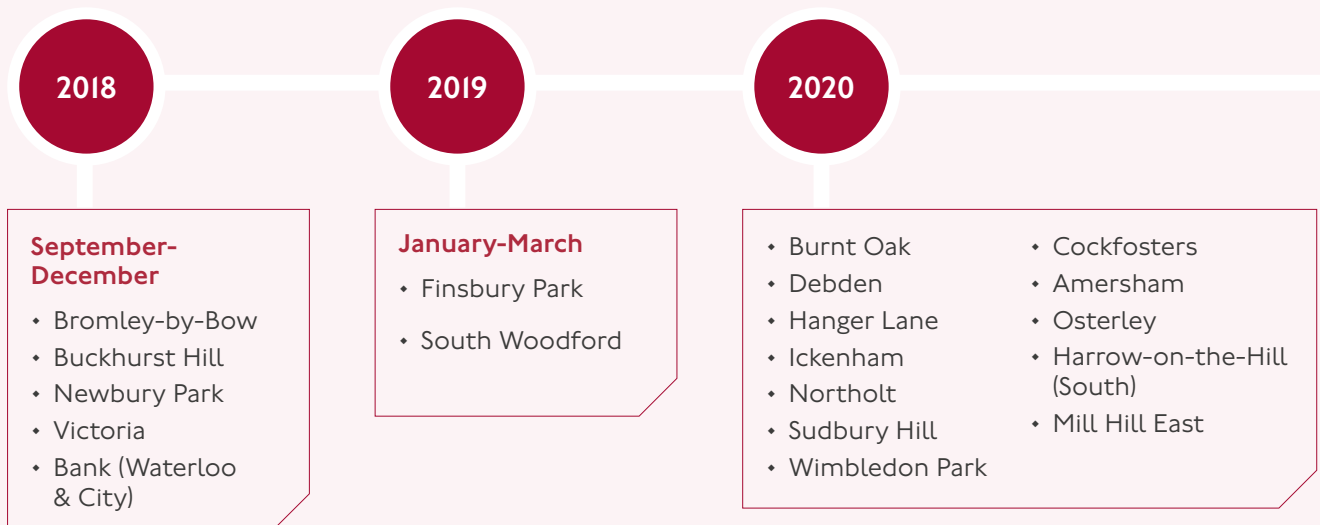 2018
2019
2020
September-
December
• Bromley-by-Bow
• Buckhurst Hill
• Newbury Park
• Victoria
• Bank (Waterloo
& City)
January-March
• Finsbury Park
• South Woodford
• Burnt Oak
• Debden
• Hanger Lane
• Ickenham
• Northolt
• Sudbury Hill
• Wimbledon Park
• Cockfosters
• Amersham
• Osterley
• Harrow-on-the-Hill
(South)
• Mill Hill East